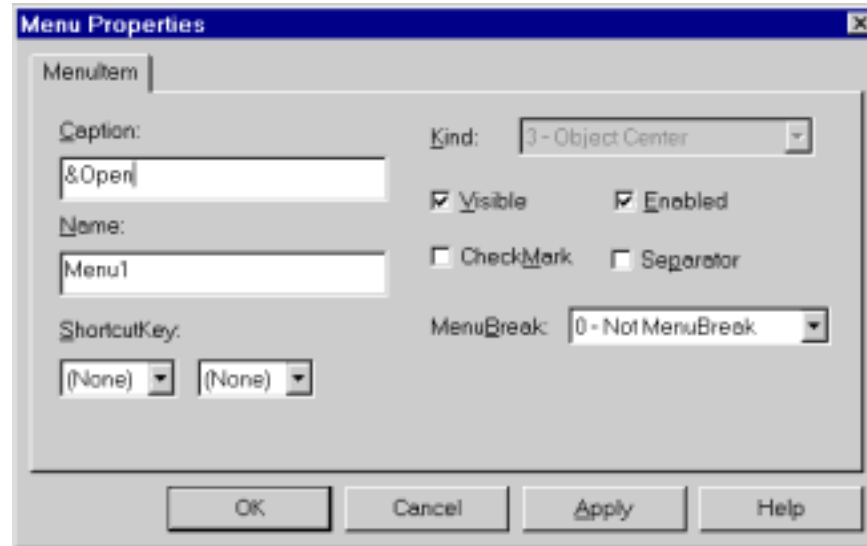 Menu Properties
MenuItem
Caption:
&Open
Name:
Menu1
ShortcutKey:
(None) (None)
Kind: 3 - Object Center
Visible Enabled
CheckMark Separator
MenuBreak: 0 - Not MenuBreak
OK Cancel Apply Help